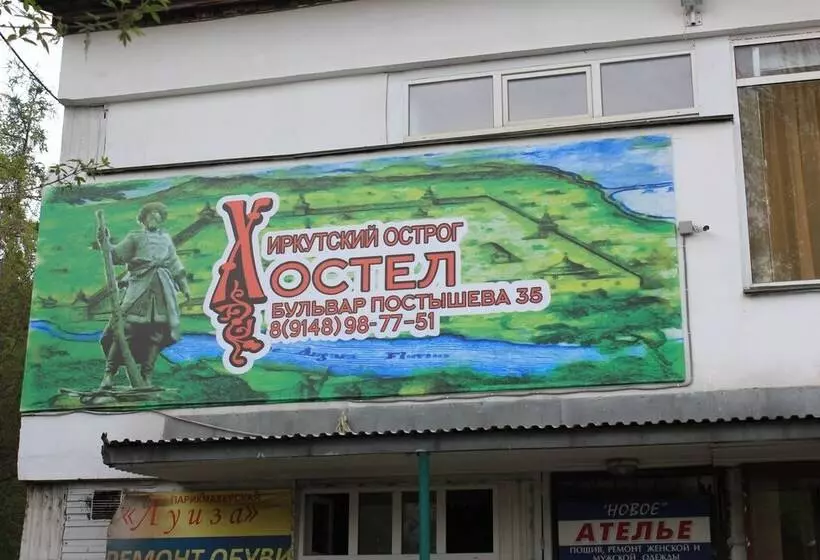 ИРКУТСКИЙ ОСТРОГ
ХОСТЕЛ
БУЛЬВАР ПОСТЫШЕВА 35
8(9148)98-77-51
ПАРИКМАХЕРСКАЯ
«Луиза»
РЕМОНТ ОБУВИ
"НОВОЕ"
АТЕЛЬЕ
ПОШИВ, РЕМОНТ ЖЕНСКОЙ И
МУЖСКОЙ ОДЕЖДЫ